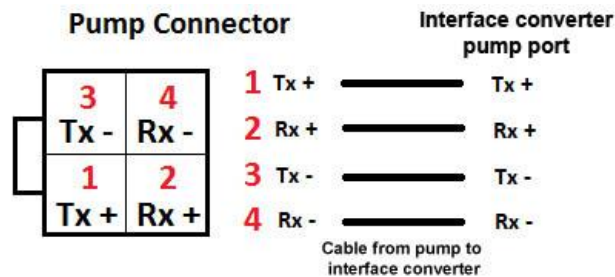 Pump Connector
Interface converter
pump port
3 4
Tx - Rx -
1 2
Tx + Rx +
1 Tx + Tx +
2 Rx + Rx +
3 Tx - Tx -
4 Rx - Rx -
Cable from pump to
interface converter